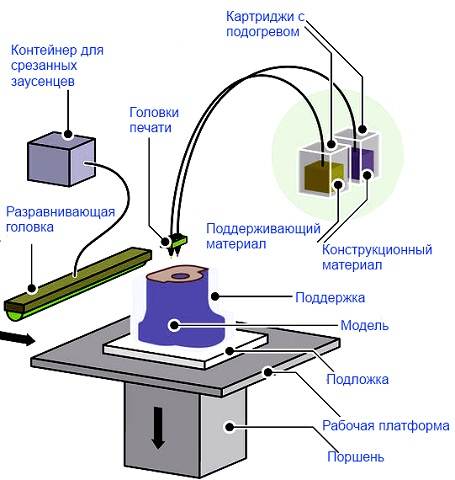 Картриджи с
подогревом
Контейнер для
срезанных
заусенцев
Головки
печати
Разравнивающая
головка
Поддерживающий
материал
Конструкционный
материал
Поддержка
Модель
Подложка
Рабочая платформа
Поршень